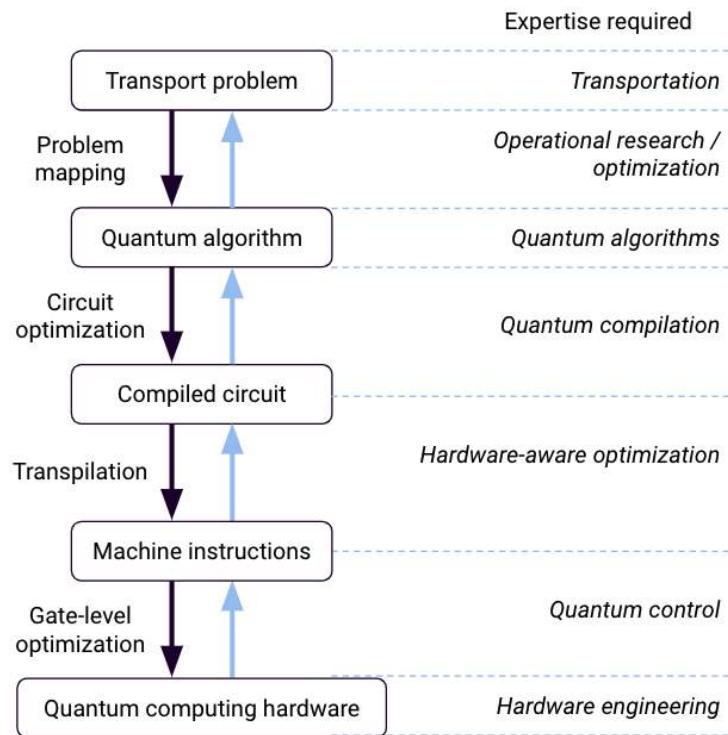 Expertise required
Transport problem
Transportation
Problem
mapping
Operational research /
optimization
Quantum algorithm
Quantum algorithms
Circuit
optimization
Quantum compilation
Compiled circuit
Transpilation
Hardware-aware optimization
Machine instructions
Gate-level
optimization
Quantum control
Quantum computing hardware
Hardware engineering